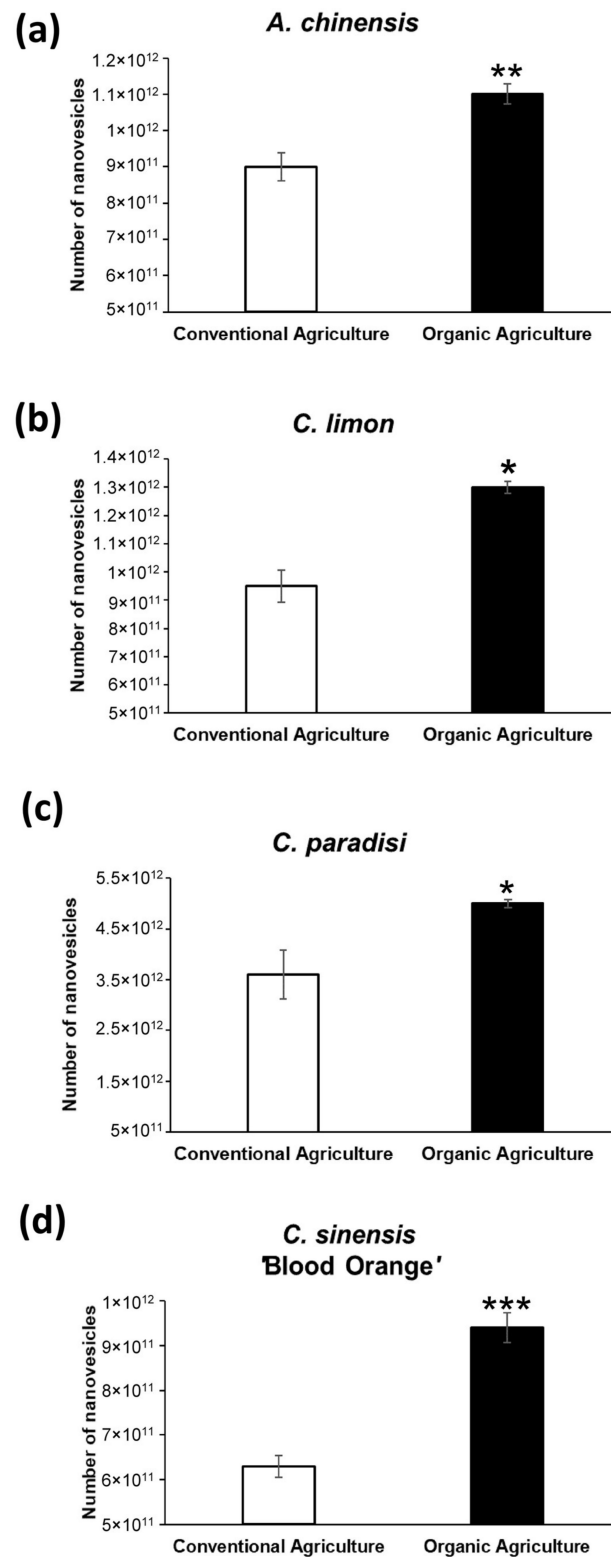 (a)
A. chinensis
Number of nanovesicles
1.2×10¹²
1.1×10¹²
1×10¹²
9×10¹¹
8×10¹¹
7×10¹¹
6×10¹¹
5×10¹¹
**
Conventional Agriculture
Organic Agriculture
(b)
C. limon
Number of nanovesicles
1.4×10¹²
1.3×10¹²
1.2×10¹²
1.1×10¹²
1×10¹²
9×10¹¹
8×10¹¹
7×10¹¹
6×10¹¹
5×10¹¹
*
Conventional Agriculture
Organic Agriculture
(c)
C. paradisi
Number of nanovesicles
5.5×10¹²
4.5×10¹²
3.5×10¹²
2.5×10¹²
1.5×10¹²
5×10¹¹
*
Conventional Agriculture
Organic Agriculture
(d)
C. sinensis
'Blood Orange'
Number of nanovesicles
1×10¹²
9×10¹¹
8×10¹¹
7×10¹¹
6×10¹¹
5×10¹¹
***
Conventional Agriculture
Organic Agriculture